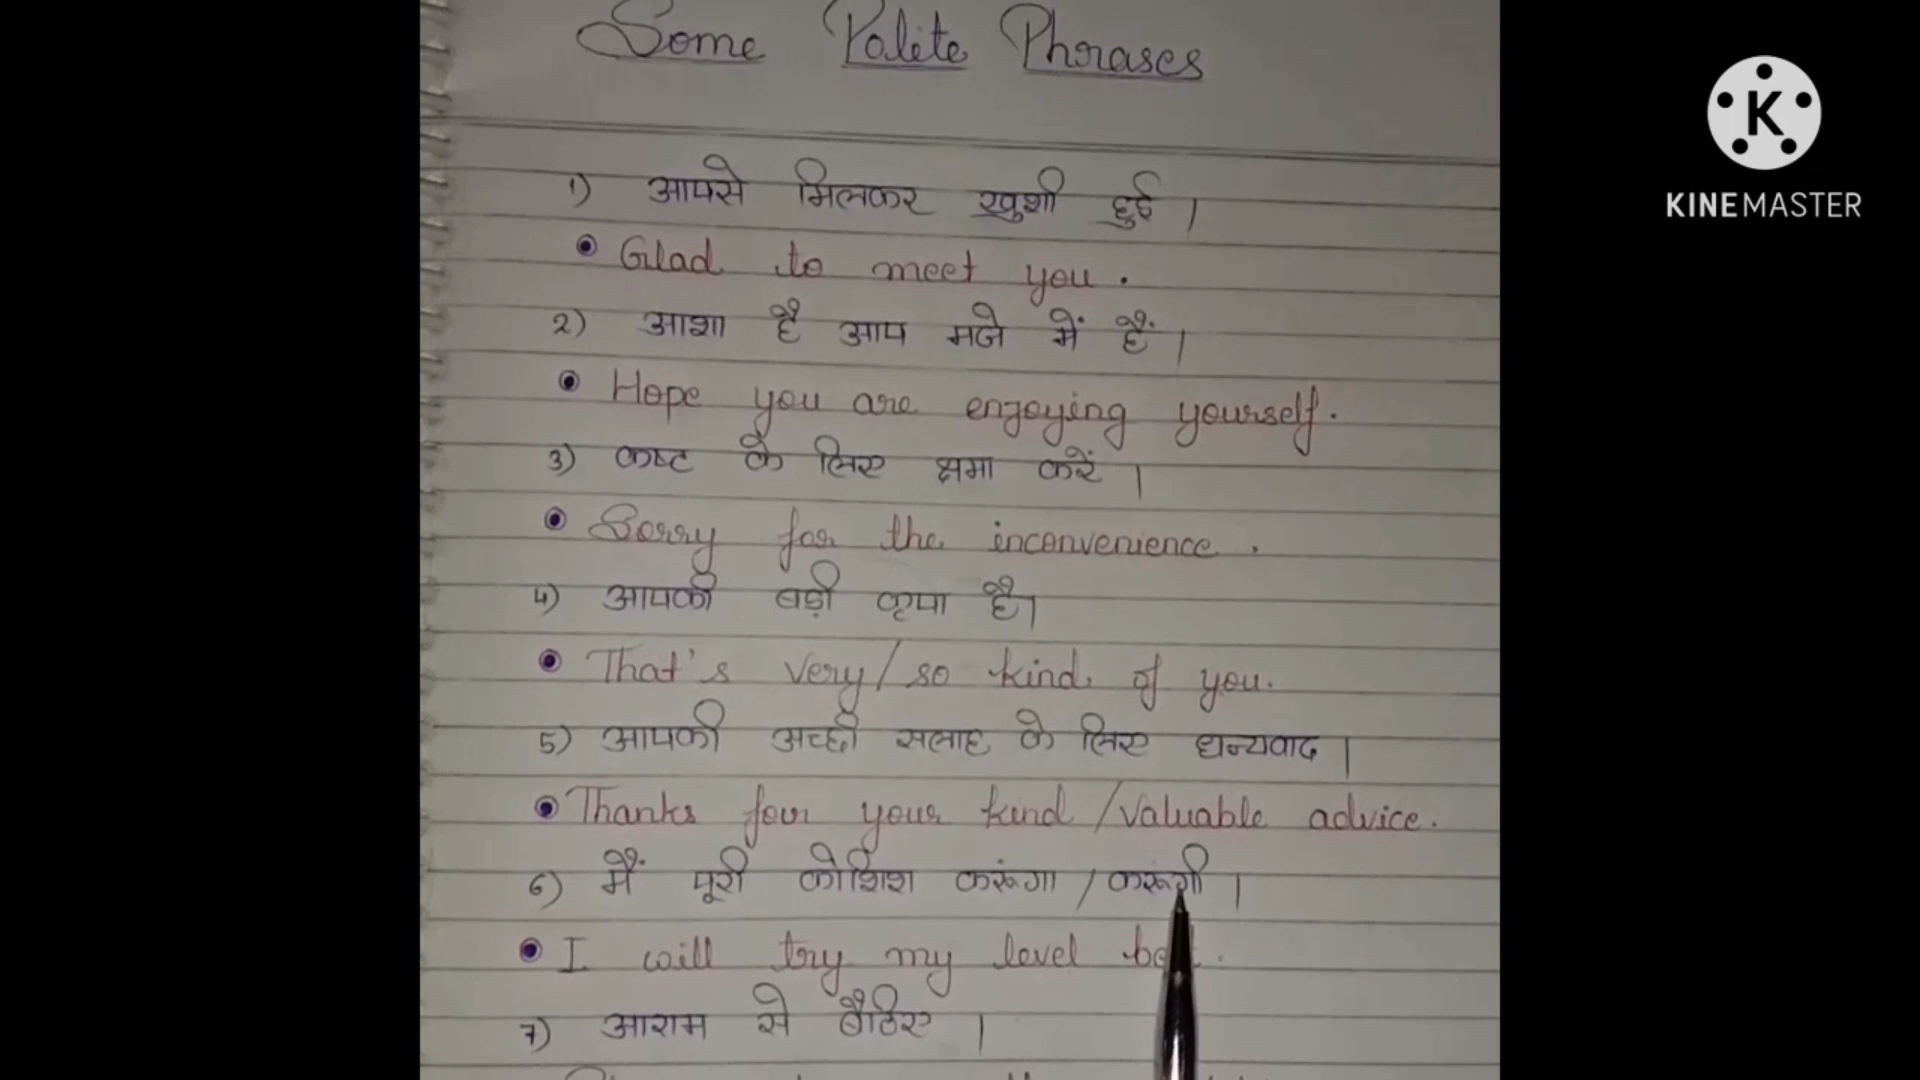 Some Polite Phrases
1) आपसे मिलकर खुशी हुई ।
Glad to meet you.
2) आशा है आप मजे में हैं ।
Hope you are enjoying yourself.
3) कष्ट के लिए क्षमा करें ।
Sorry for the inconvenience.
4) आपकी बड़ी कृपा है।
That's very/so kind of you.
5) आपकी अच्छी सलाह के लिए धन्यवाद ।
Thanks for your kind/valuable advice.
6) मैं पूरी कोशिश करूंगा / करूंगी ।
I will try my level best.
7) आराम से बैठिए ।
K
KINEMASTER